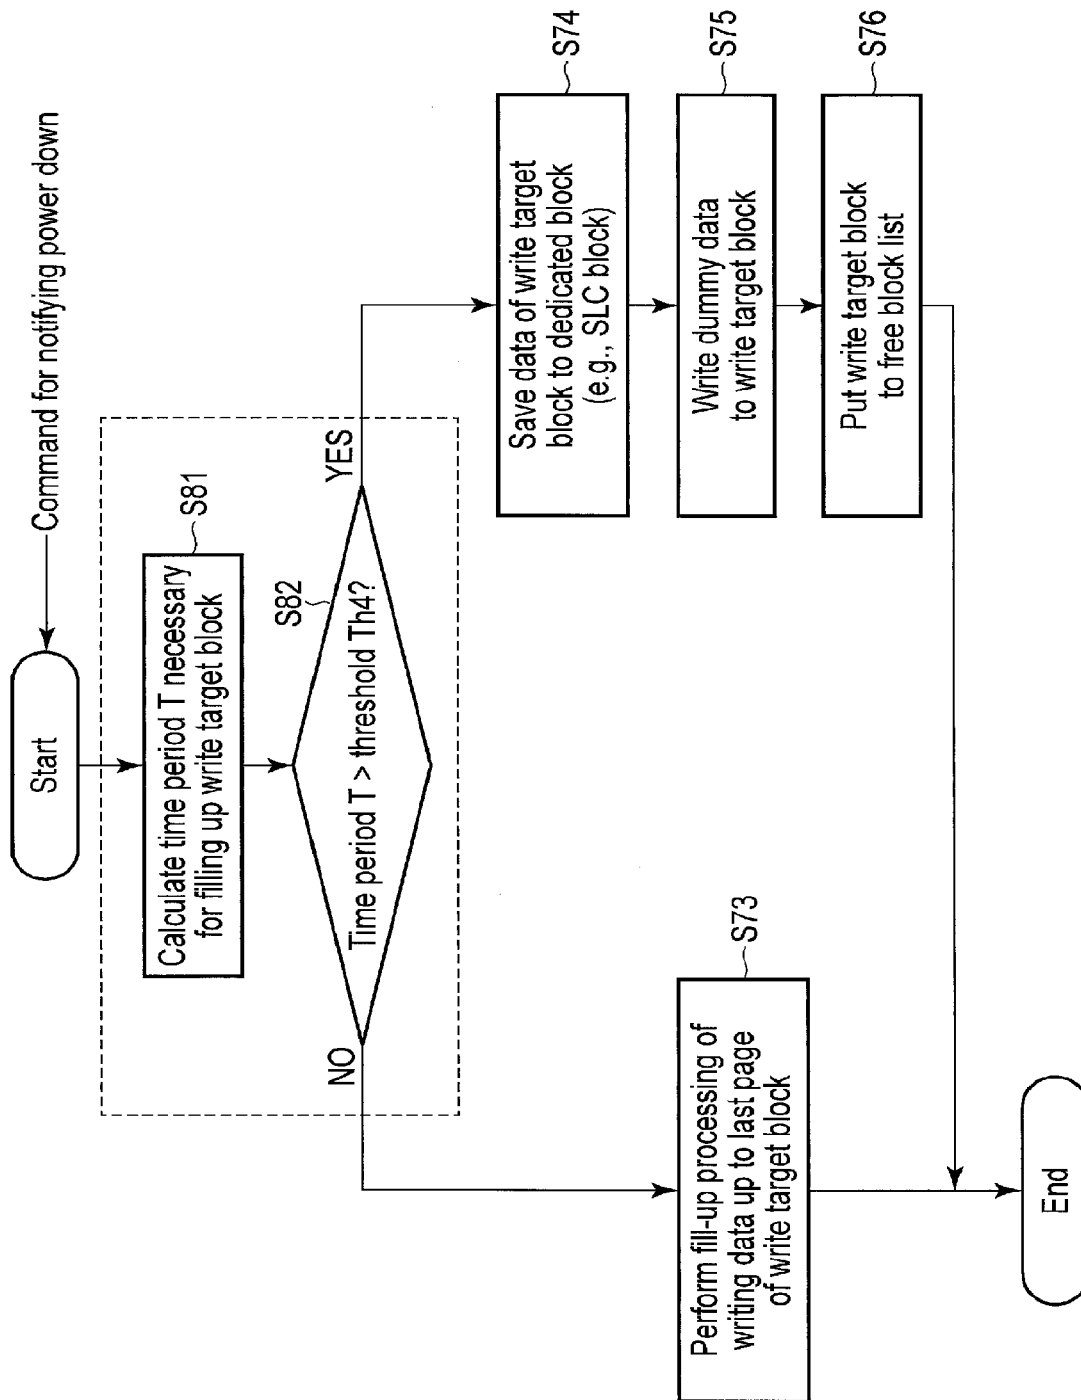 Command for notifying power down
Start
S81
Calculate time period T necessary
for filling up write target block
S82
Time period T > threshold Th4?
NO
YES
S73
Perform fill-up processing of
writing data up to last page
of write target block
S74
Save data of write target
block to dedicated block
(e.g., SLC block)
S75
Write dummy data
to write target block
S76
Put write target block
to free block list
End